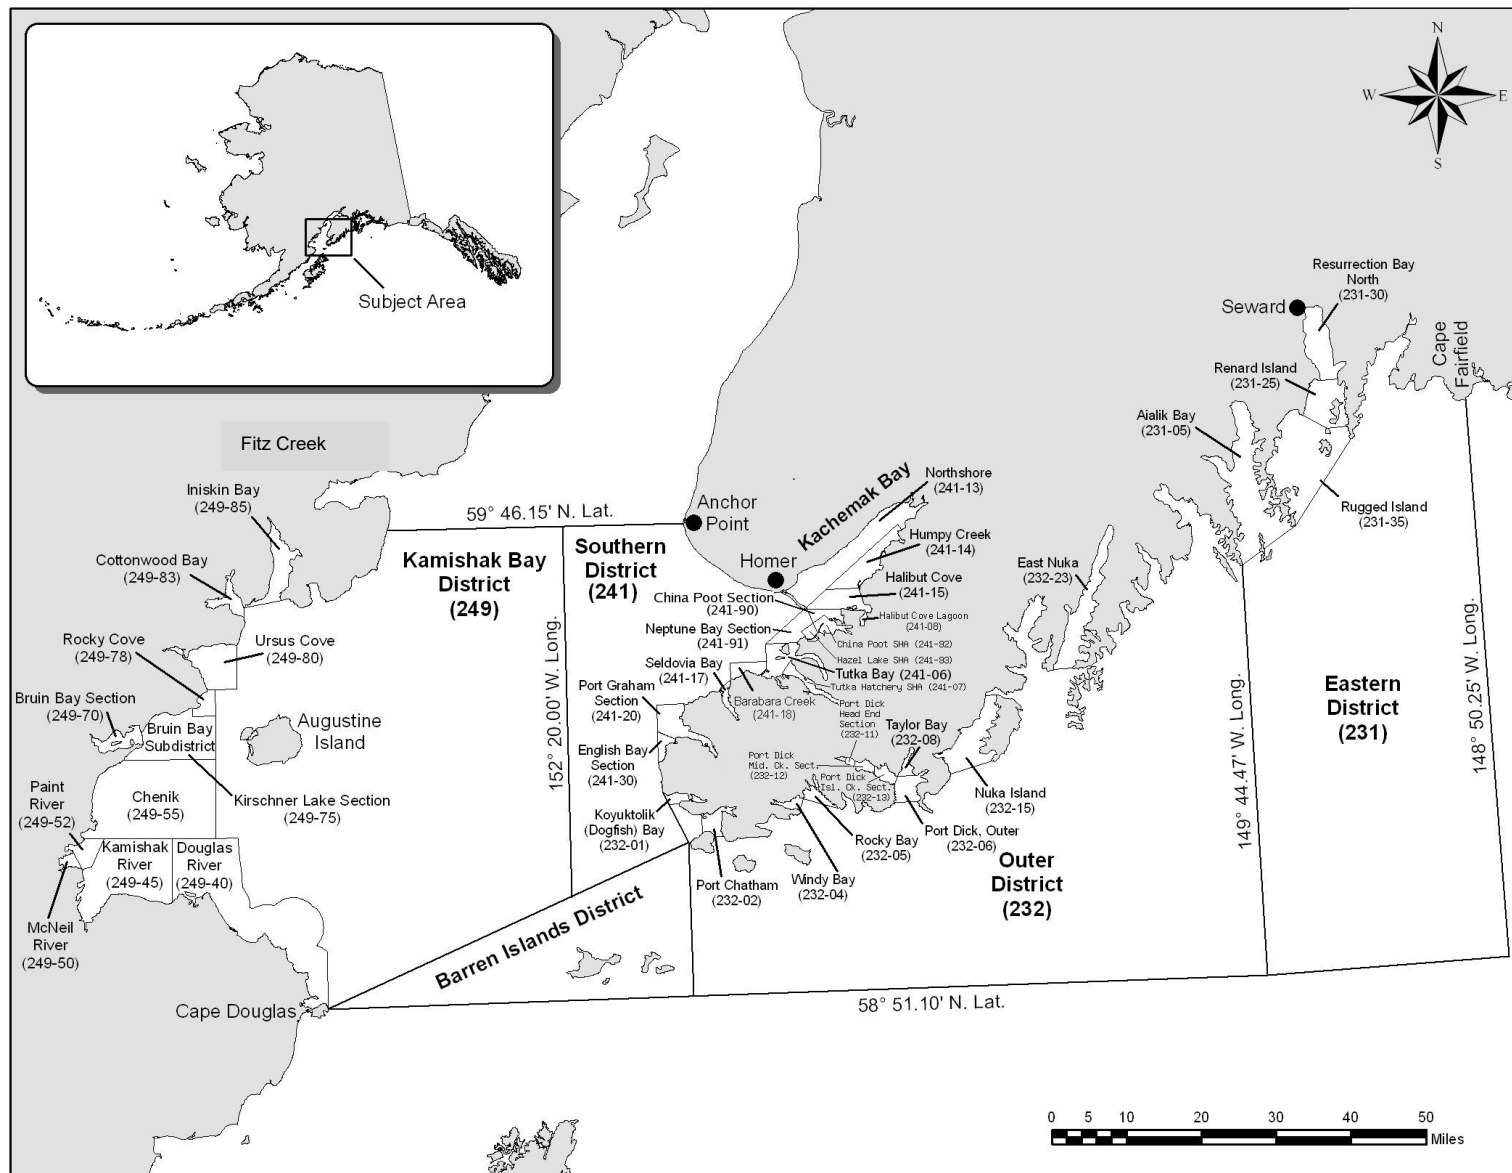 N
W
E
S
Subject Area
Resurrection Bay
North
(231-30)
Seward
Cape
Fairfield
Renard Island
(231-25)
Aialik Bay
(231-05)
Rugged Island
(231-35)
Fitz Creek
Iniskin Bay
(249-85)
59° 46.15' N. Lat.
Anchor
Point
Kachemak Bay
Northshore
(241-13)
Humpy Creek
(241-14)
Homer
Halibut Cove
(241-15)
East Nuka
(232-23)
Cottonwood Bay
(249-83)
Kamishak Bay
District
(249)
Southern
District
(241)
China Poot Section
(241-90)
Halibut Cove Lagoon
(241-08)
Neptune Bay Section
(241-91)
China Poot SHA (241-92)
Hazel Lake SHA (241-93)
Rocky Cove
(249-78)
Ursus Cove
(249-80)
Seldovia Bay
(241-17)
Tutka Bay (241-06)
Tutka Hatchery SHA (241-07)
Port Graham
Section
(241-20)
Barabara Creek
(241-18)
Port Dick
Head End
Section
(232-11)
Taylor Bay
(232-08)
Bruin Bay Section
(249-70)
Bruin Bay
Subdistrict
Augustine
Island
152° 20.00' W. Long.
English Bay
Section
(241-30)
Port Dick
Mid. Ck. Sect.
(232-12)
Port Dick
Isl. Ck. Sect.
(232-13)
Nuka Island
(232-15)
149° 44.47' W. Long.
Eastern
District
(231)
148° 50.25' W. Long.
Paint
River
(249-52)
Chenik
(249-55)
Kirschner Lake Section
(249-75)
Koyuktolik
(Dogfish) Bay
(232-01)
Rocky Bay
(232-05)
Port Dick, Outer
(232-06)
Outer
District
(232)
Kamishak
River
(249-45)
Douglas
River
(249-40)
Port Chatham
(232-02)
Windy Bay
(232-04)
McNeil
River
(249-50)
Barren Islands District
Cape Douglas
58° 51.10' N. Lat.
0 5 10 20 30 40 50
Miles